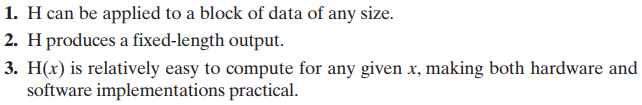 1. H can be applied to a block of data of any size.
2. H produces a fixed-length output.
3. H(x) is relatively easy to compute for any given x, making both hardware and
software implementations practical.